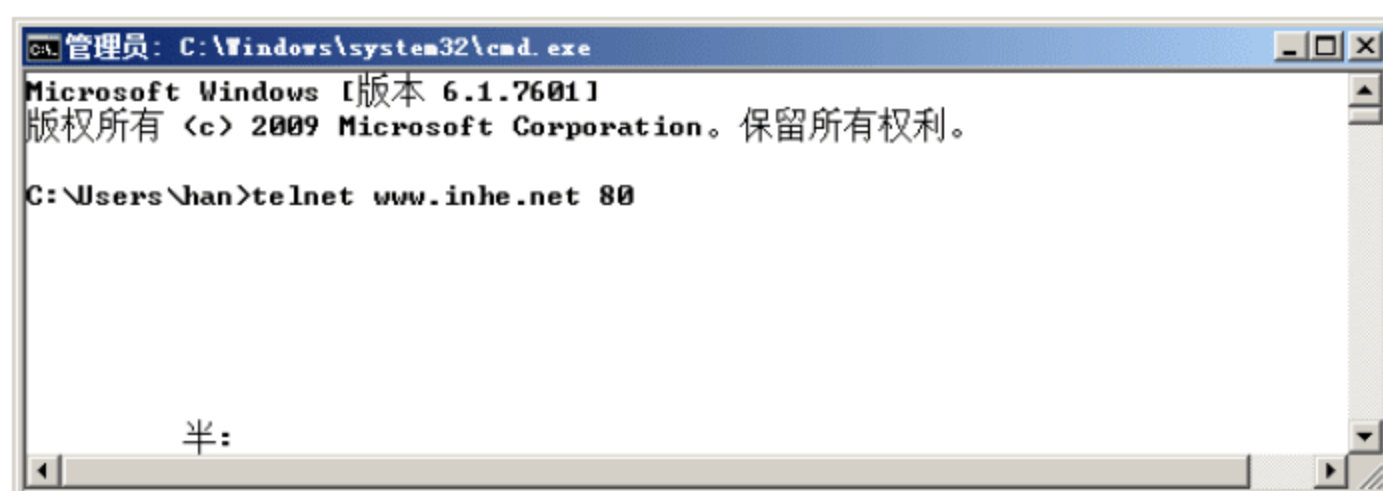 管理员: C:\Windows\system32\cmd.exe
Microsoft Windows [版本 6.1.7601]
版权所有 (c) 2009 Microsoft Corporation。保留所有权利。
C:\Users\han>telnet www.inhe.net 80
半: